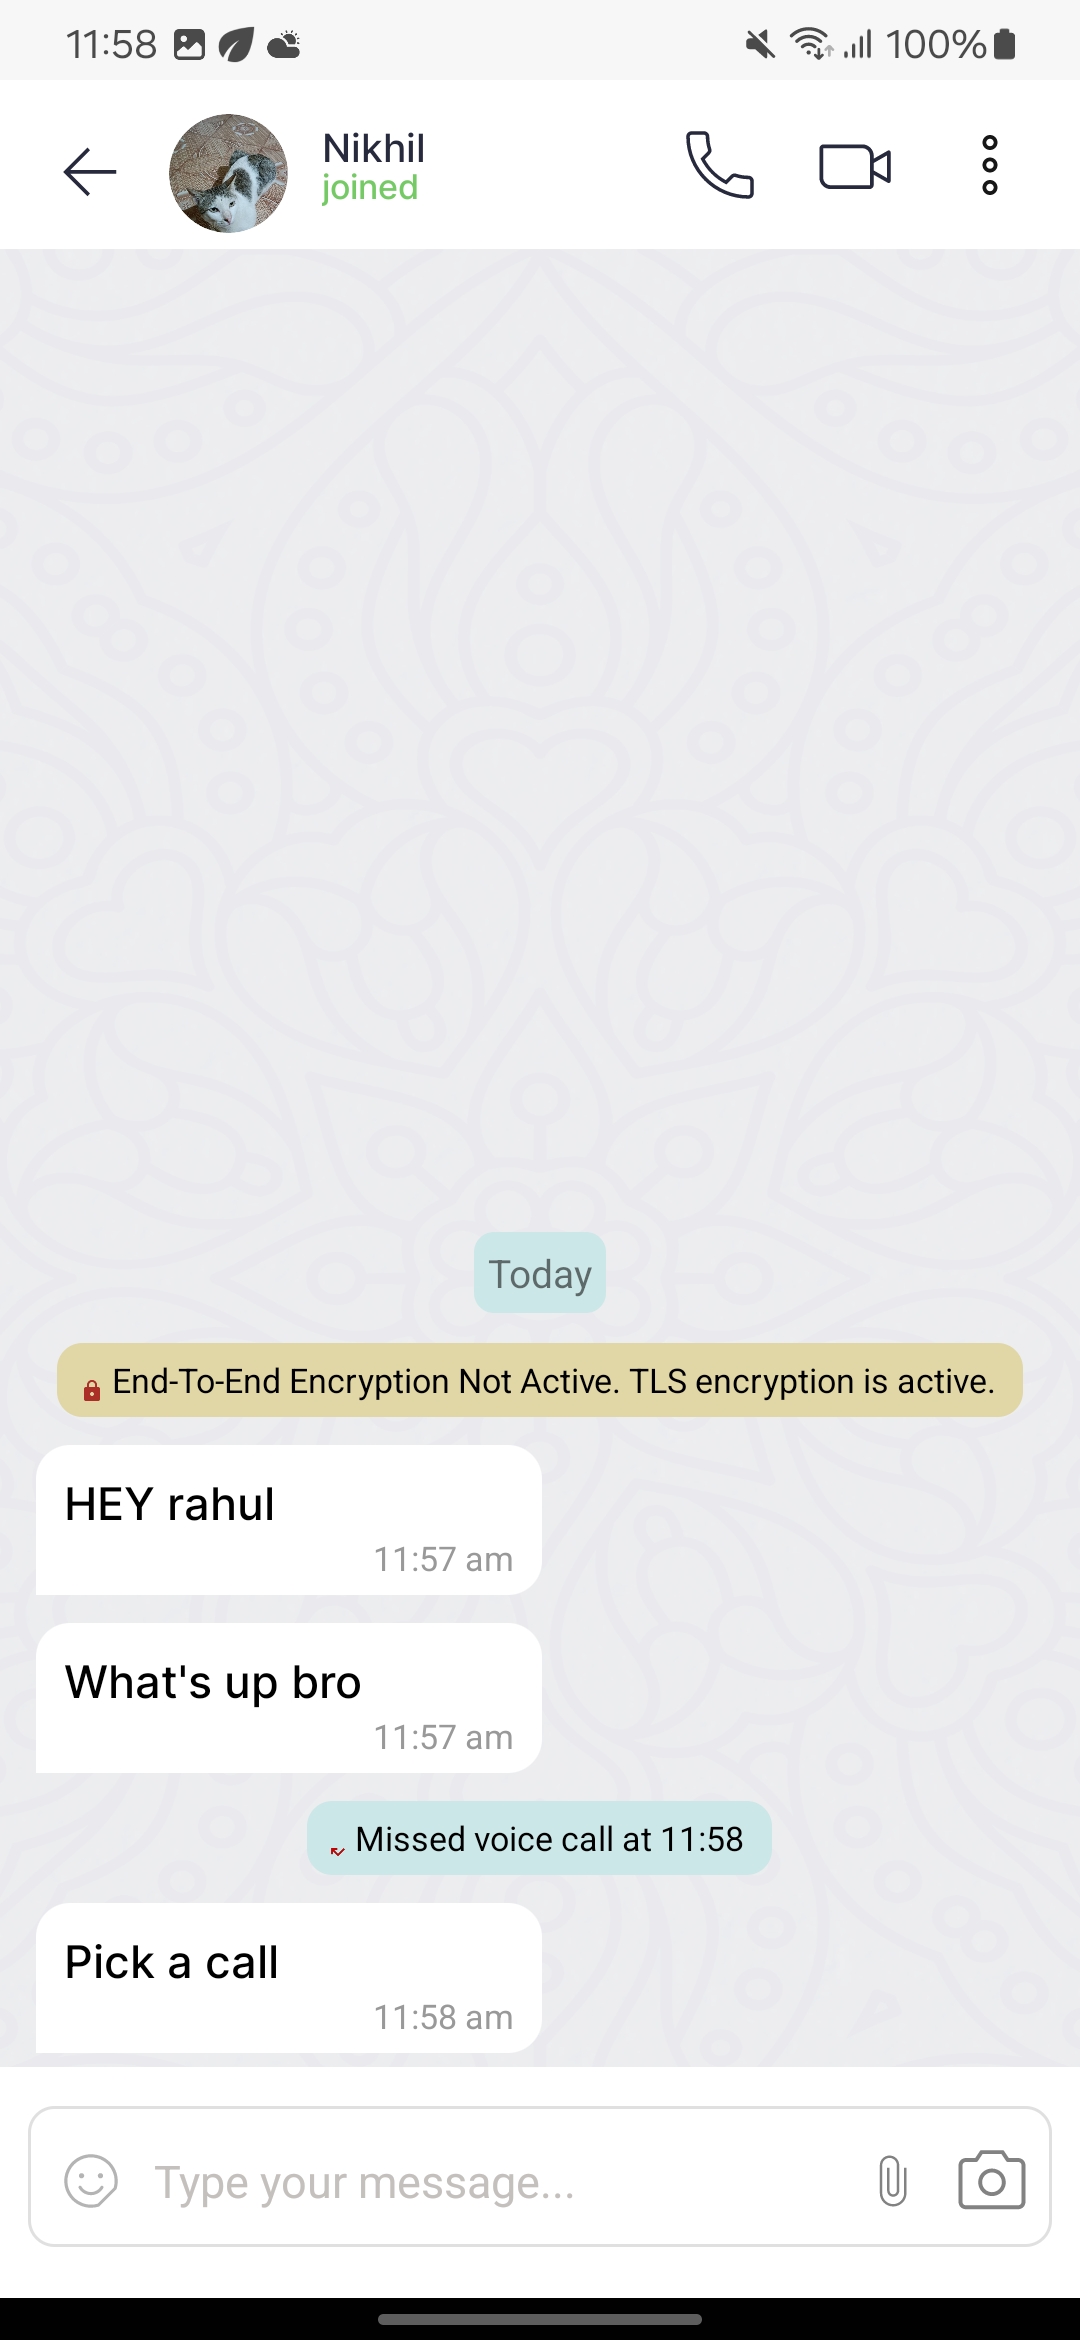 11:58 100%
Nikhil
joined
Today
End-To-End Encryption Not Active. TLS encryption is active.
HEY rahul
11:57 am
What's up bro
11:57 am
Missed voice call at 11:58
Pick a call
11:58 am
Type your message...